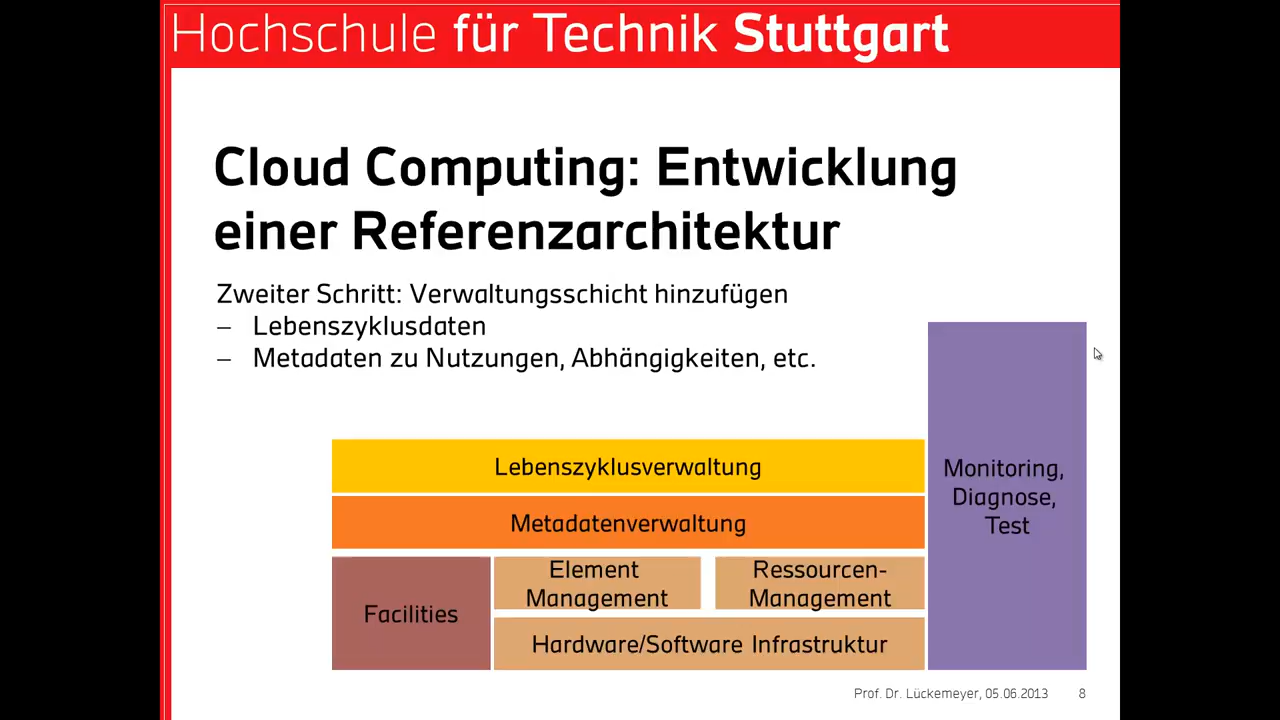 Hochschule für Technik Stuttgart
Cloud Computing: Entwicklung
einer Referenzarchitektur
Zweiter Schritt: Verwaltungsschicht hinzufügen
– Lebenszyklusdaten
– Metadaten zu Nutzungen, Abhängigkeiten, etc.
Lebenszyklusverwaltung
Metadatenverwaltung
Facilities
Element
Management
Ressourcen-
Management
Hardware/Software Infrastruktur
Monitoring,
Diagnose,
Test
Prof. Dr. Lückemeyer, 05.06.2013 8